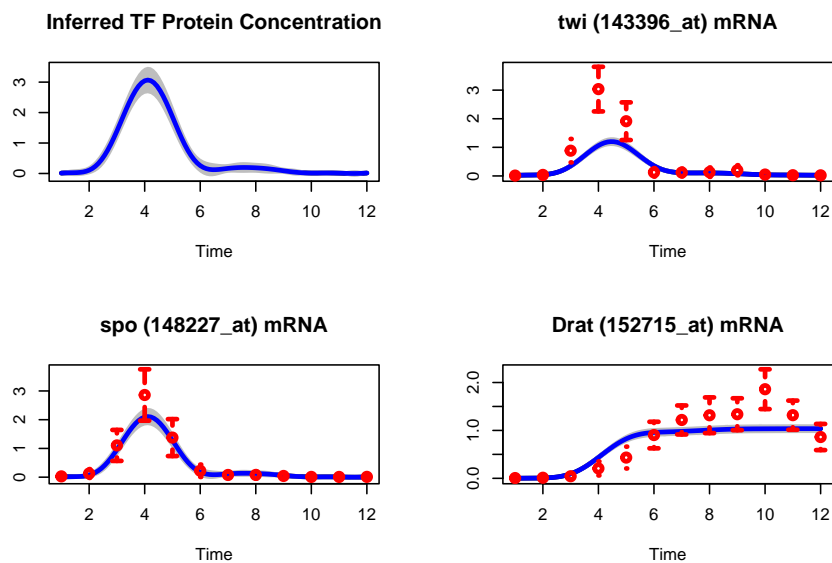 Inferred TF Protein Concentration
3
2
1
0
2 4 6 8 10 12
Time
twi (143396_at) mRNA
3
2
1
0
2 4 6 8 10 12
Time
spo (148227_at) mRNA
3
2
1
0
2 4 6 8 10 12
Time
Drat (152715_at) mRNA
2.0
1.0
0.0
2 4 6 8 10 12
Time